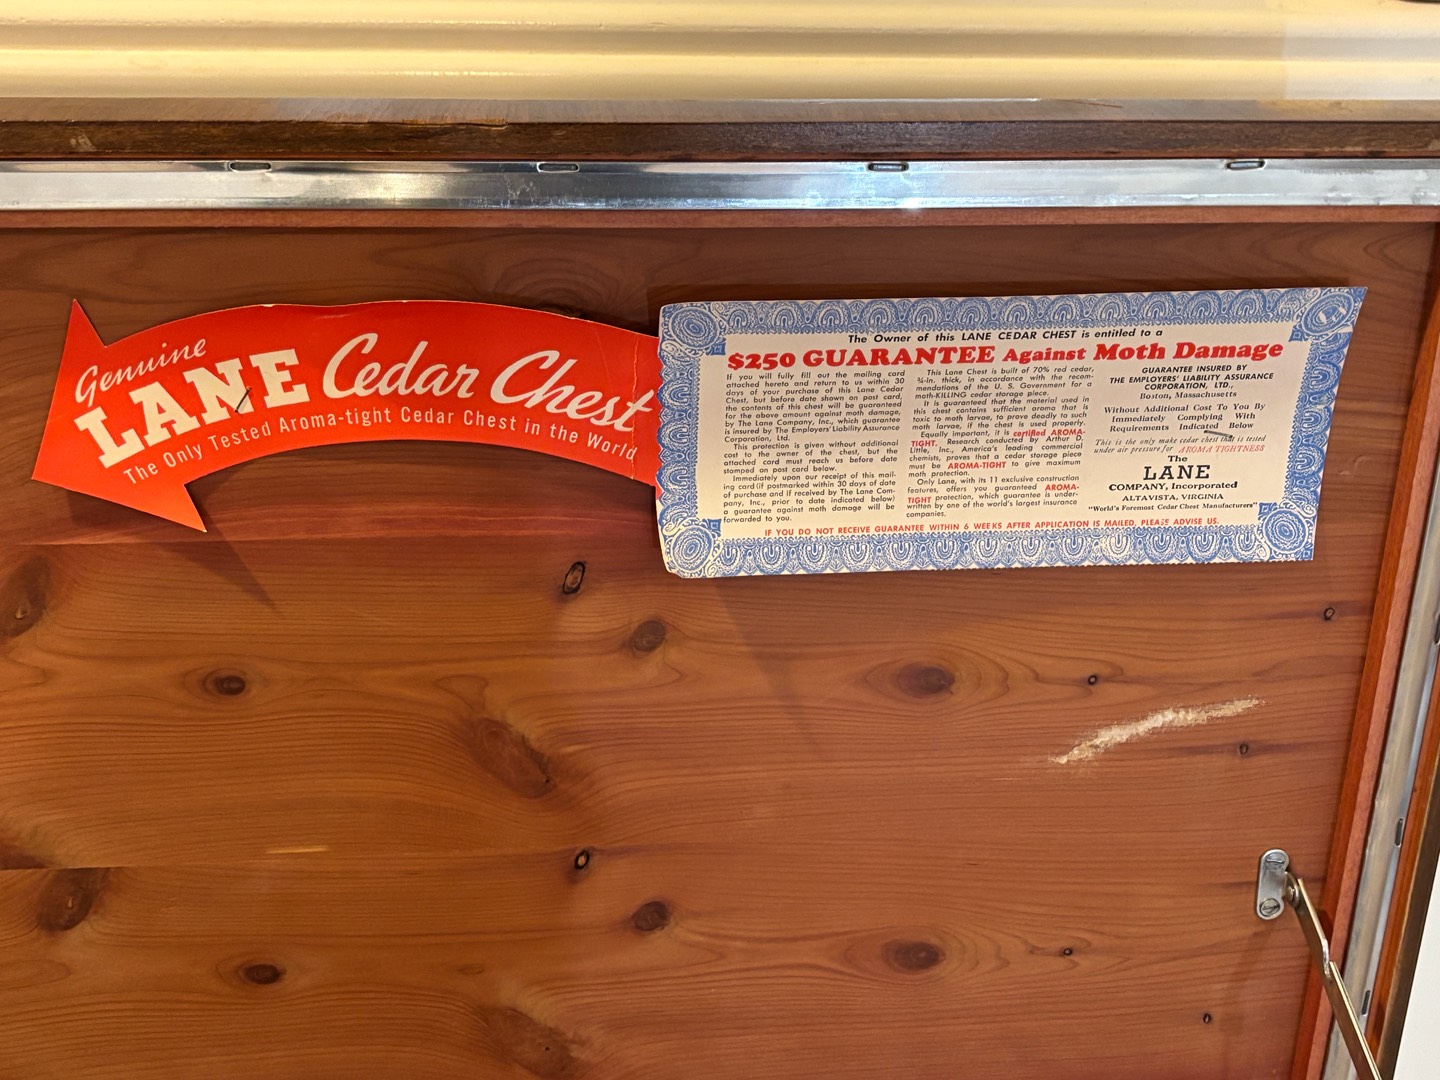 Genuine
LANE Cedar Chest
The Only Tested Aroma-tight Cedar Chest in the World
The Owner of this LANE CEDAR CHEST is entitled to a
$250 GUARANTEE Against Moth Damage
If you will fully fill out the mailing card
attached hereto and return to us within 30
days of your purchase of this Lane Cedar
Chest, but before date shown on post card,
the contents of this chest will be guaranteed
for the above amount against moth damage,
by The Lane Company, Inc., which guarantee
is insured by The Employers' Liability Assurance
Corporation, Ltd.
This protection is given without additional
cost to the owner of the chest, but the
attached card must reach us before date
stamped on post card below.
Immediately upon our receipt of this mail-
ing card (if postmarked within 30 days of date
of purchase and if received by The Lane Com-
pany, Inc., prior to date indicated below)
a guarantee against moth damage will be
forwarded to you.
This Lane Chest is built of 70% red cedar,
¾-in. thick, in accordance with the recom-
mendations of the U. S. Government for a
moth-KILLING cedar storage piece.
It is guaranteed that the material used in
this chest contains sufficient aroma that is
toxic to moth larvae, to prove deadly to such
moth larvae, if the chest is used properly.
Equally important, it is certified AROMA-
TIGHT. Research conducted by Arthur D.
Little, Inc., America's leading commercial
chemists, proves that a cedar storage piece
must be AROMA-TIGHT to give maximum
moth protection.
Only Lane, with its 11 exclusive construction
features, offers you guaranteed AROMA-
TIGHT protection, which guarantee is under-
written by one of the world's largest insurance
companies.
GUARANTEE INSURED BY
THE EMPLOYERS' LIABILITY ASSURANCE
CORPORATION, LTD.,
Boston, Massachusetts
Without Additional Cost To You By
Immediately Complying With
Requirements Indicated Below
This is the only make cedar chest that is tested
under air pressure for AROMA TIGHTNESS
The
LANE
COMPANY, Incorporated
ALTAVISTA, VIRGINIA
"World's Foremost Cedar Chest Manufacturers"
IF YOU DO NOT RECEIVE GUARANTEE WITHIN 6 WEEKS AFTER APPLICATION IS MAILED, PLEASE ADVISE US.